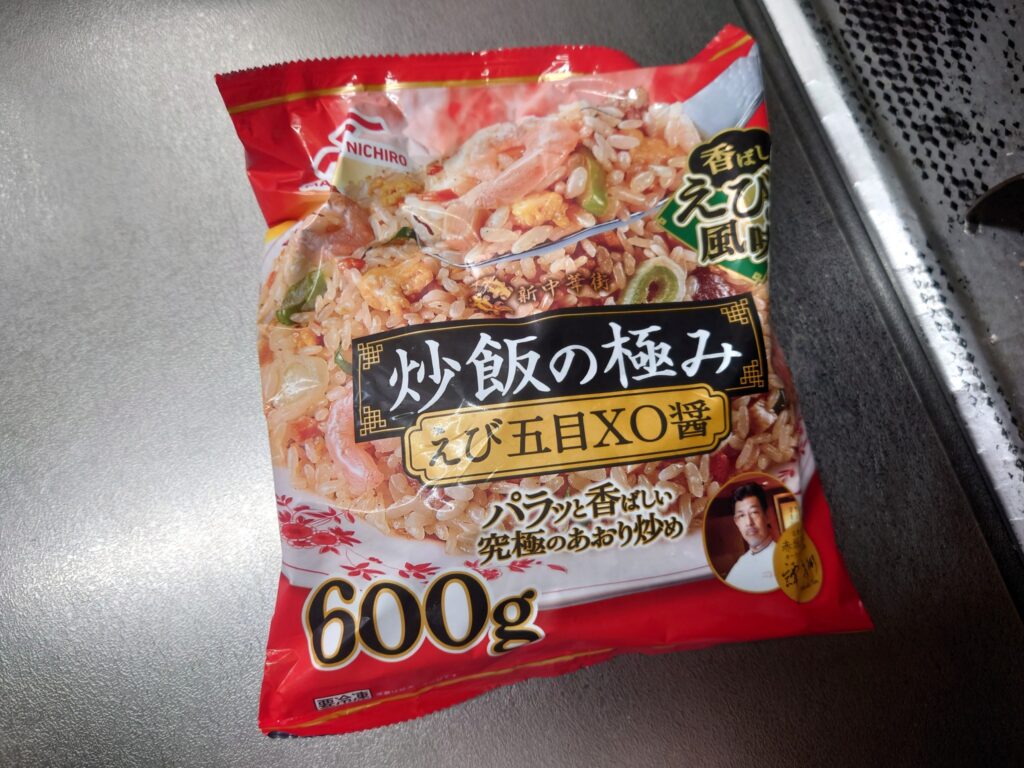 NICHIRO
香ばし
えび
風味
新中華街
炒飯の極み
えび五目XO醤
パラッと香ばしい
究極のあおり炒め
600g
要冷凍